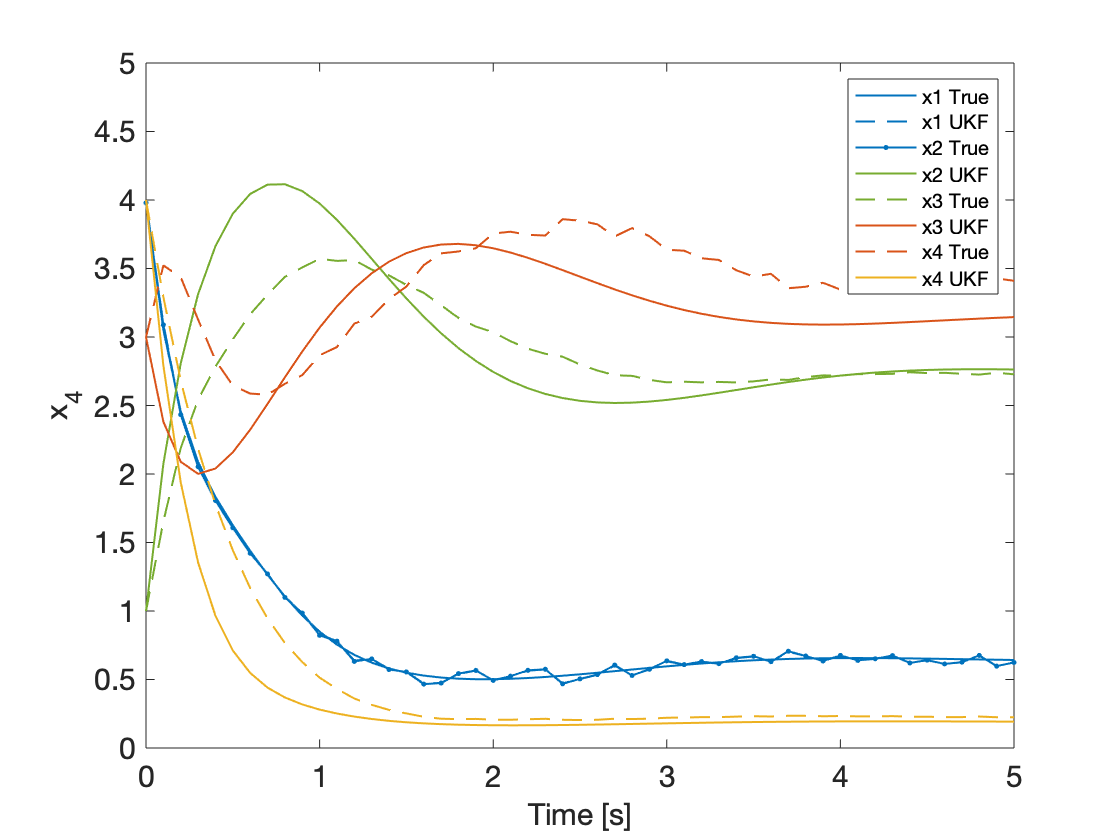 5
4.5
4
3.5
3
2.5
2
1.5
1
0.5
0
x4
0 1 2 3 4 5
Time [s]
x1 True
x1 UKF
x2 True
x2 UKF
x3 True
x3 UKF
x4 True
x4 UKF